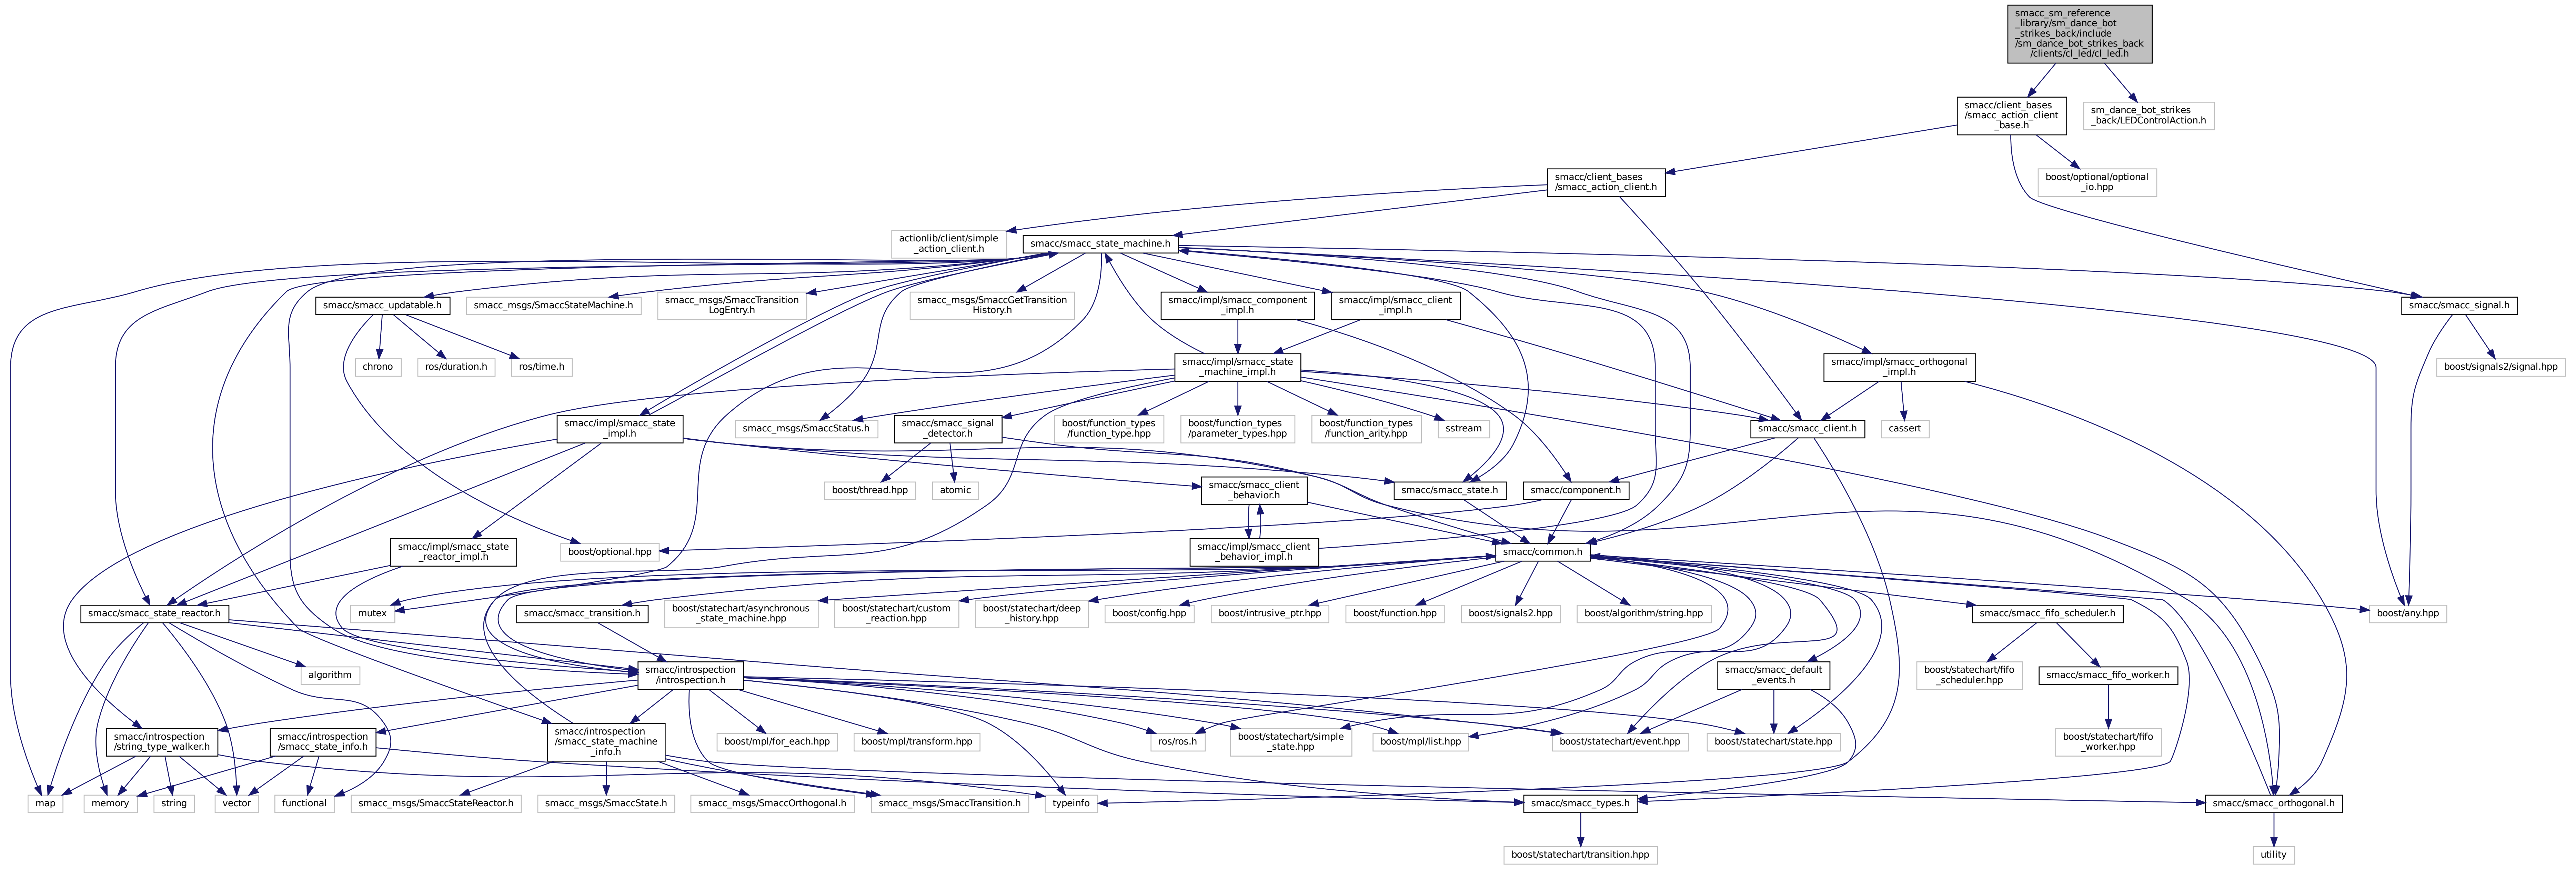 smacc_sm_reference
_library/sm_dance_bot
_strikes_back/include
/sm_dance_bot_strikes_back
/clients/cl_led/cl_led.h
smacc/client_bases
/smacc_action_client
_base.h
sm_dance_bot_strikes
_back/LEDControlAction.h
smacc/client_bases
/smacc_action_client.h
boost/optional/optional
_io.hpp
actionlib/client/simple
_action_client.h
smacc/smacc_state_machine.h
smacc/smacc_updatable.h
smacc_msgs/SmaccStateMachine.h
smacc_msgs/SmaccTransition
LogEntry.h
smacc_msgs/SmaccGetTransition
History.h
smacc/impl/smacc_component
_impl.h
smacc/impl/smacc_client
_impl.h
smacc/smacc_signal.h
chrono
ros/duration.h
ros/time.h
smacc/impl/smacc_state
_machine_impl.h
smacc/impl/smacc_orthogonal
_impl.h
boost/signals2/signal.hpp
smacc/impl/smacc_state
_impl.h
smacc_msgs/SmaccStatus.h
smacc/smacc_signal
_detector.h
boost/function_types
/function_type.hpp
boost/function_types
/parameter_types.hpp
boost/function_types
/function_arity.hpp
sstream
smacc/smacc_client.h
cassert
boost/thread.hpp
atomic
smacc/smacc_client
_behavior.h
smacc/smacc_state.h
smacc/component.h
smacc/impl/smacc_state
_reactor_impl.h
boost/optional.hpp
smacc/impl/smacc_client
_behavior_impl.h
smacc/common.h
smacc/smacc_state_reactor.h
mutex
smacc/smacc_transition.h
boost/statechart/asynchronous
_state_machine.hpp
boost/statechart/custom
_reaction.hpp
boost/statechart/deep
_history.hpp
boost/config.hpp
boost/intrusive_ptr.hpp
boost/function.hpp
boost/signals2.hpp
boost/algorithm/string.hpp
smacc/smacc_fifo_scheduler.h
boost/any.hpp
algorithm
smacc/introspection
/introspection.h
smacc/smacc_default
_events.h
boost/statechart/fifo
_scheduler.hpp
smacc/smacc_fifo_worker.h
smacc/introspection
/string_type_walker.h
smacc/introspection
/smacc_state_info.h
smacc/introspection
/smacc_state_machine
_info.h
boost/mpl/for_each.hpp
boost/mpl/transform.hpp
ros/ros.h
boost/statechart/simple
_state.hpp
boost/mpl/list.hpp
boost/statechart/event.hpp
boost/statechart/state.hpp
boost/statechart/fifo
_worker.hpp
map
memory
string
vector
functional
smacc_msgs/SmaccStateReactor.h
smacc_msgs/SmaccState.h
smacc_msgs/SmaccOrthogonal.h
smacc_msgs/SmaccTransition.h
typeinfo
smacc/smacc_types.h
smacc/smacc_orthogonal.h
boost/statechart/transition.hpp
utility